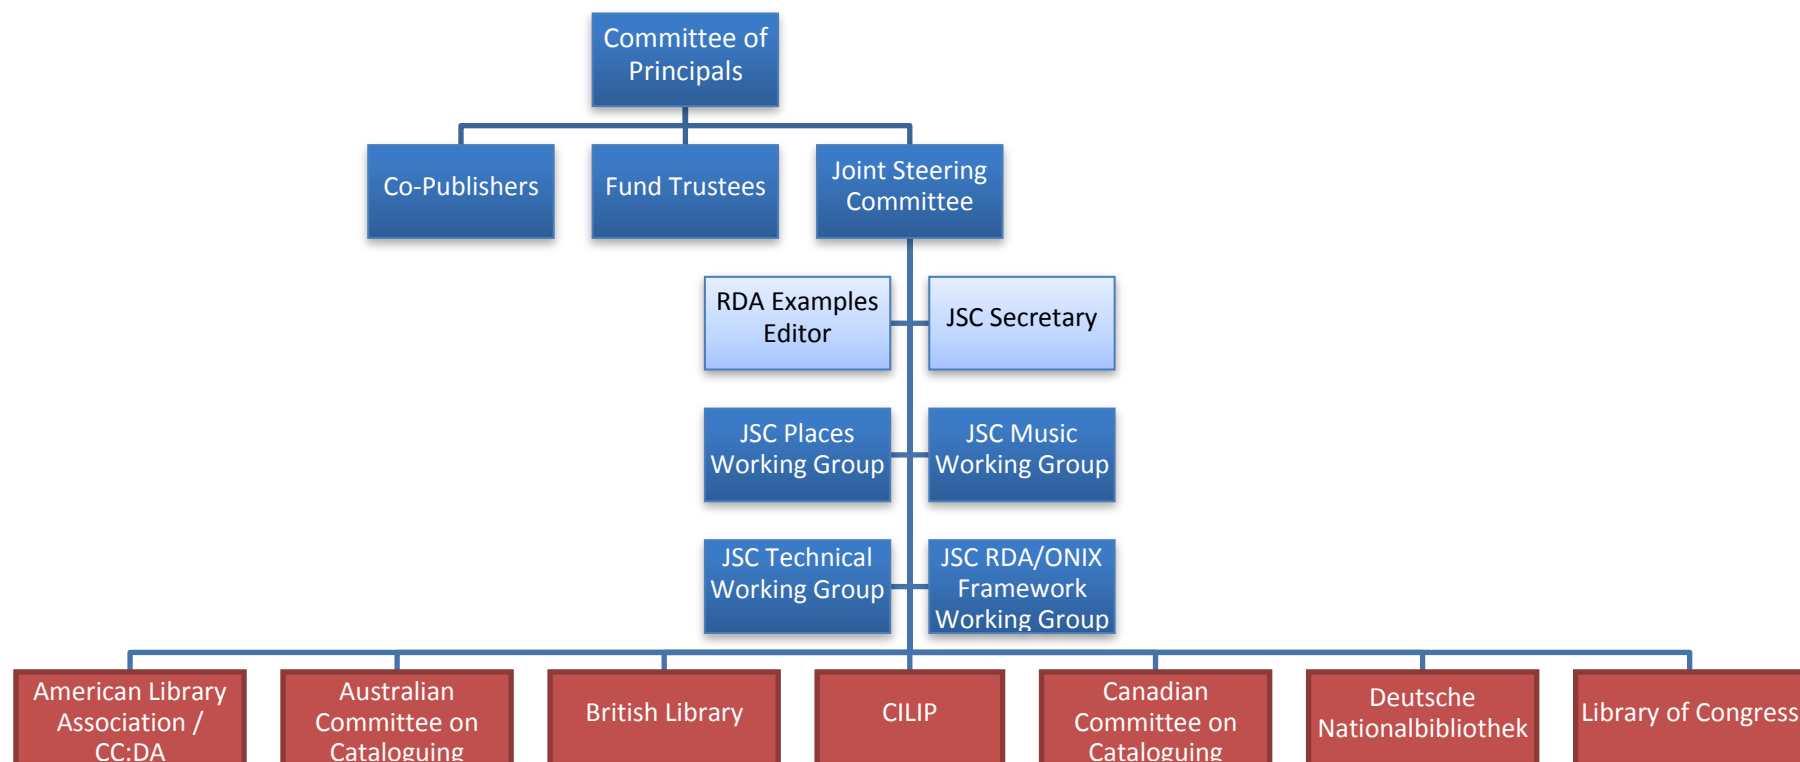 Committee of
Principals
Co-Publishers
Fund Trustees
Joint Steering
Committee
RDA Examples
Editor
JSC Secretary
JSC Places
Working Group
JSC Music
Working Group
JSC Technical
Working Group
JSC RDA/ONIX
Framework
Working Group
American Library
Association /
CC:DA
Australian
Committee on
Cataloguing
British Library
CILIP
Canadian
Committee on
Cataloguing
Deutsche
Nationalbibliothek
Library of Congress